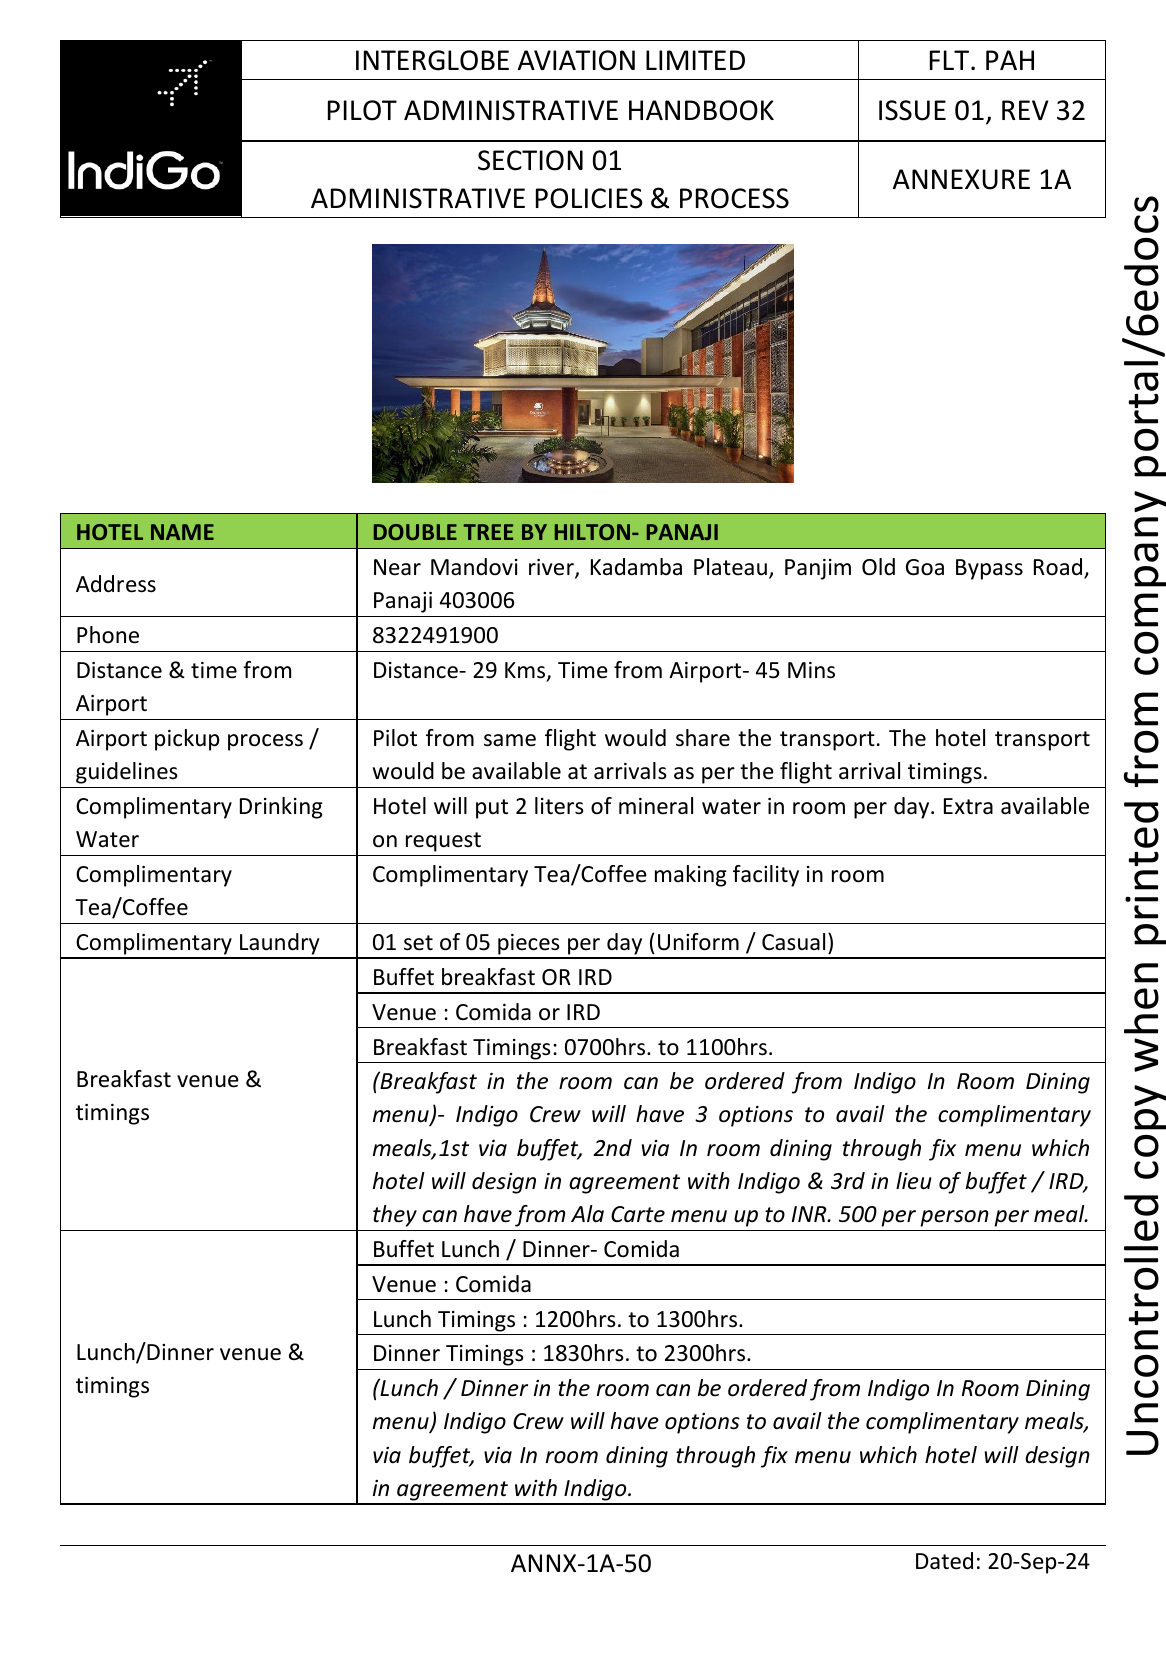 IndiGo
INTERGLOBE AVIATION LIMITED
FLT. PAH
PILOT ADMINISTRATIVE HANDBOOK
ISSUE 01, REV 32
SECTION 01
ADMINISTRATIVE POLICIES & PROCESS
ANNEXURE 1A
HOTEL NAME
DOUBLE TREE BY HILTON- PANAJI
Address
Near Mandovi river, Kadamba Plateau, Panjim Old Goa Bypass Road,
Panaji 403006
Phone
8322491900
Distance & time from
Airport
Distance- 29 Kms, Time from Airport- 45 Mins
Airport pickup process /
guidelines
Pilot from same flight would share the transport. The hotel transport
would be available at arrivals as per the flight arrival timings.
Complimentary Drinking
Water
Hotel will put 2 liters of mineral water in room per day. Extra available
on request
Complimentary
Tea/Coffee
Complimentary Tea/Coffee making facility in room
Complimentary Laundry
01 set of 05 pieces per day (Uniform / Casual)
Breakfast venue &
timings
Buffet breakfast OR IRD
Venue : Comida or IRD
Breakfast Timings: 0700hrs. to 1100hrs.
(Breakfast in the room can be ordered from Indigo In Room Dining
menu)- Indigo Crew will have 3 options to avail the complimentary
meals,1st via buffet, 2nd via In room dining through fix menu which
hotel will design in agreement with Indigo & 3rd in lieu of buffet / IRD,
they can have from Ala Carte menu up to INR. 500 per person per meal.
Lunch/Dinner venue &
timings
Buffet Lunch / Dinner- Comida
Venue : Comida
Lunch Timings : 1200hrs. to 1300hrs.
Dinner Timings : 1830hrs. to 2300hrs.
(Lunch / Dinner in the room can be ordered from Indigo In Room Dining
menu) Indigo Crew will have options to avail the complimentary meals,
via buffet, via In room dining through fix menu which hotel will design
in agreement with Indigo.
ANNX-1A-50
Dated: 20-Sep-24
Uncontrolled copy when printed from company portal/6edocs